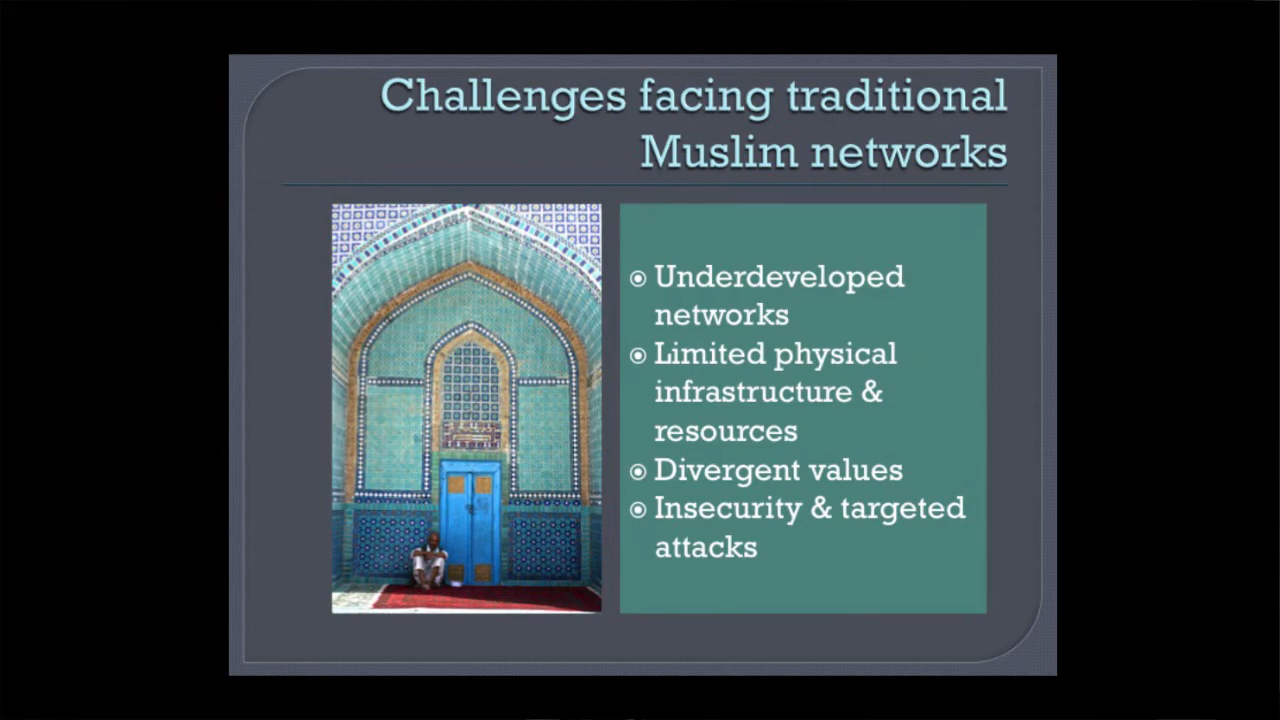 Challenges facing traditional
Muslim networks
Underdeveloped
networks
Limited physical
infrastructure &
resources
Divergent values
Insecurity & targeted
attacks